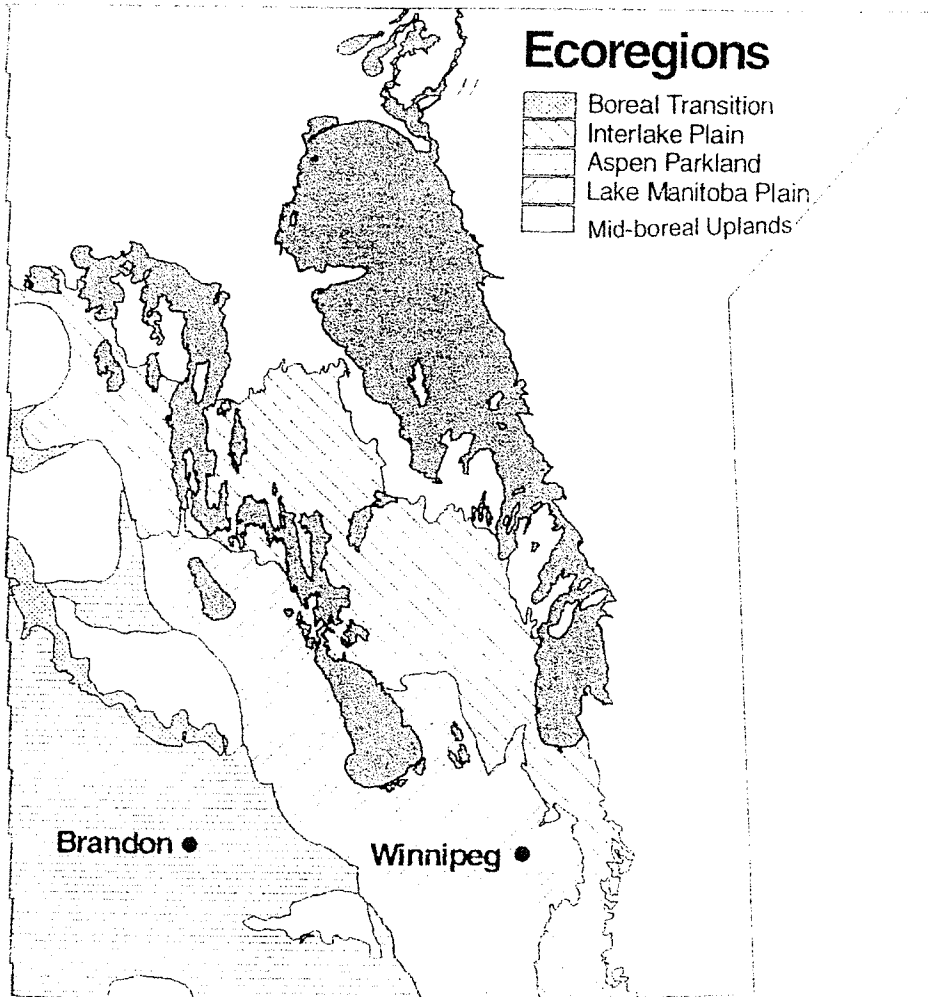 Ecoregions
Boreal Transition
Interlake Plain
Aspen Parkland
Lake Manitoba Plain
Mid-boreal Uplands
Brandon
Winnipeg